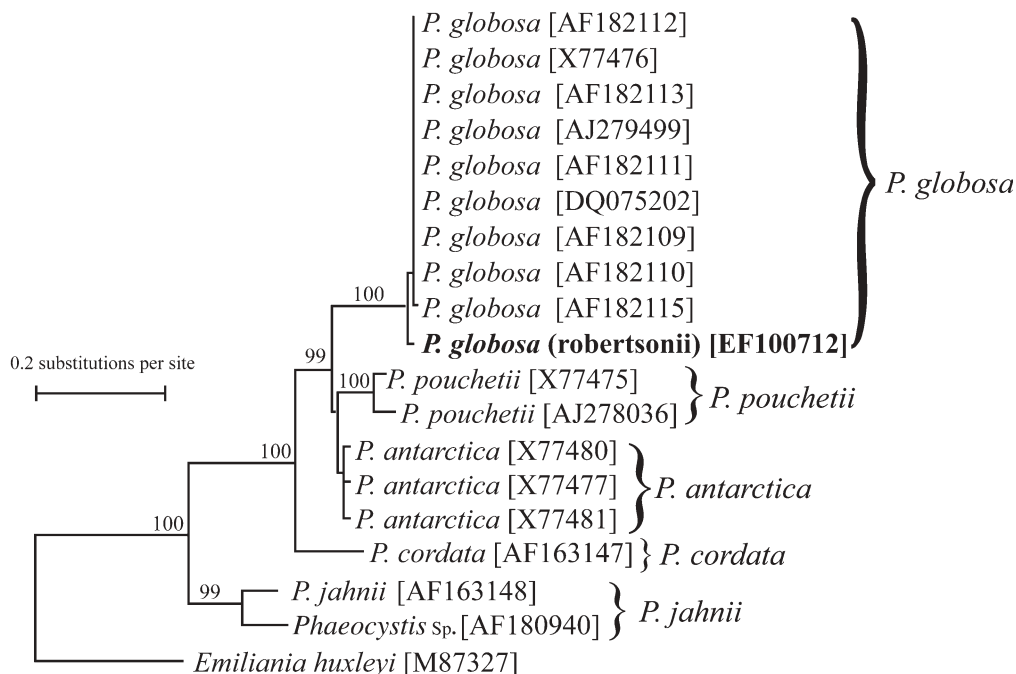 P. globosa [AF182112]
P. globosa [X77476]
P. globosa [AF182113]
P. globosa [AJ279499]
P. globosa [AF182111]
P. globosa
P. globosa [DQ075202]
P. globosa [AF182109]
P. globosa [AF182110]
100
P. globosa [AF182115]
P. globosa (robertsonii) [EF100712]
99
0.2 substitutions per site
100
P. pouchetii [X77475]
P. pouchetii
P. pouchetii [AJ278036]
100
P. antarctica [X77480]
P. antarctica [X77477]
P. antarctica
P. antarctica [X77481]
100
P. cordata [AF163147]
P. cordata
99
P. jahnii [AF163148]
P. jahnii
Phaeocystis sp. [AF180940]
Emiliania huxleyi [M87327]